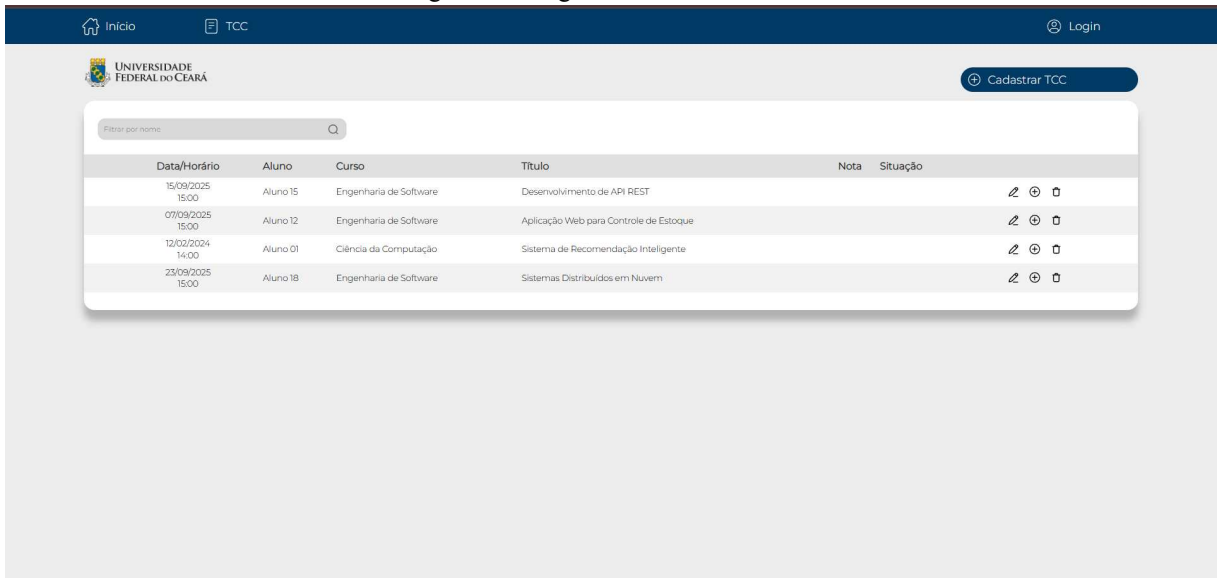 Início TCC Login
UNIVERSIDADE
FEDERAL DO CEARÁ
Cadastrar TCC
Filtrar por nome
Data/Horário Aluno Curso Título Nota Situação
15/09/2025
15:00 Aluno 15 Engenharia de Software Desenvolvimento de API REST
07/09/2025
15:00 Aluno 12 Engenharia de Software Aplicação Web para Controle de Estoque
12/02/2024
14:00 Aluno 01 Ciência da Computação Sistema de Recomendação Inteligente
23/09/2025
15:00 Aluno 18 Engenharia de Software Sistemas Distribuídos em Nuvem